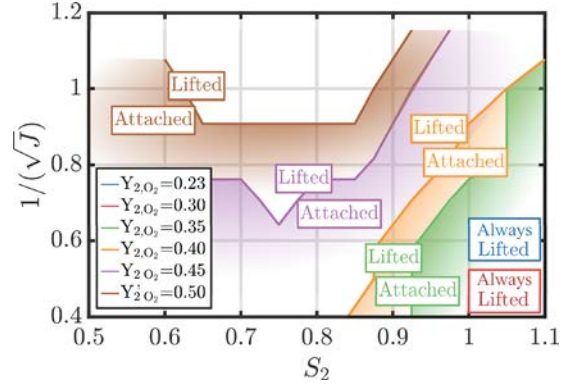 1.2
1
0.8
0.6
0.4
1/(√J)
Lifted
Attached
Lifted
Attached
Lifted
Attached
Lifted
Attached
Always
Lifted
Always
Lifted
Y2,O2=0.23
Y2,O2=0.30
Y2,O2=0.35
Y2,O2=0.40
Y2,O2=0.45
Y2,O2=0.50
0.5 0.6 0.7 0.8 0.9 1 1.1
S2